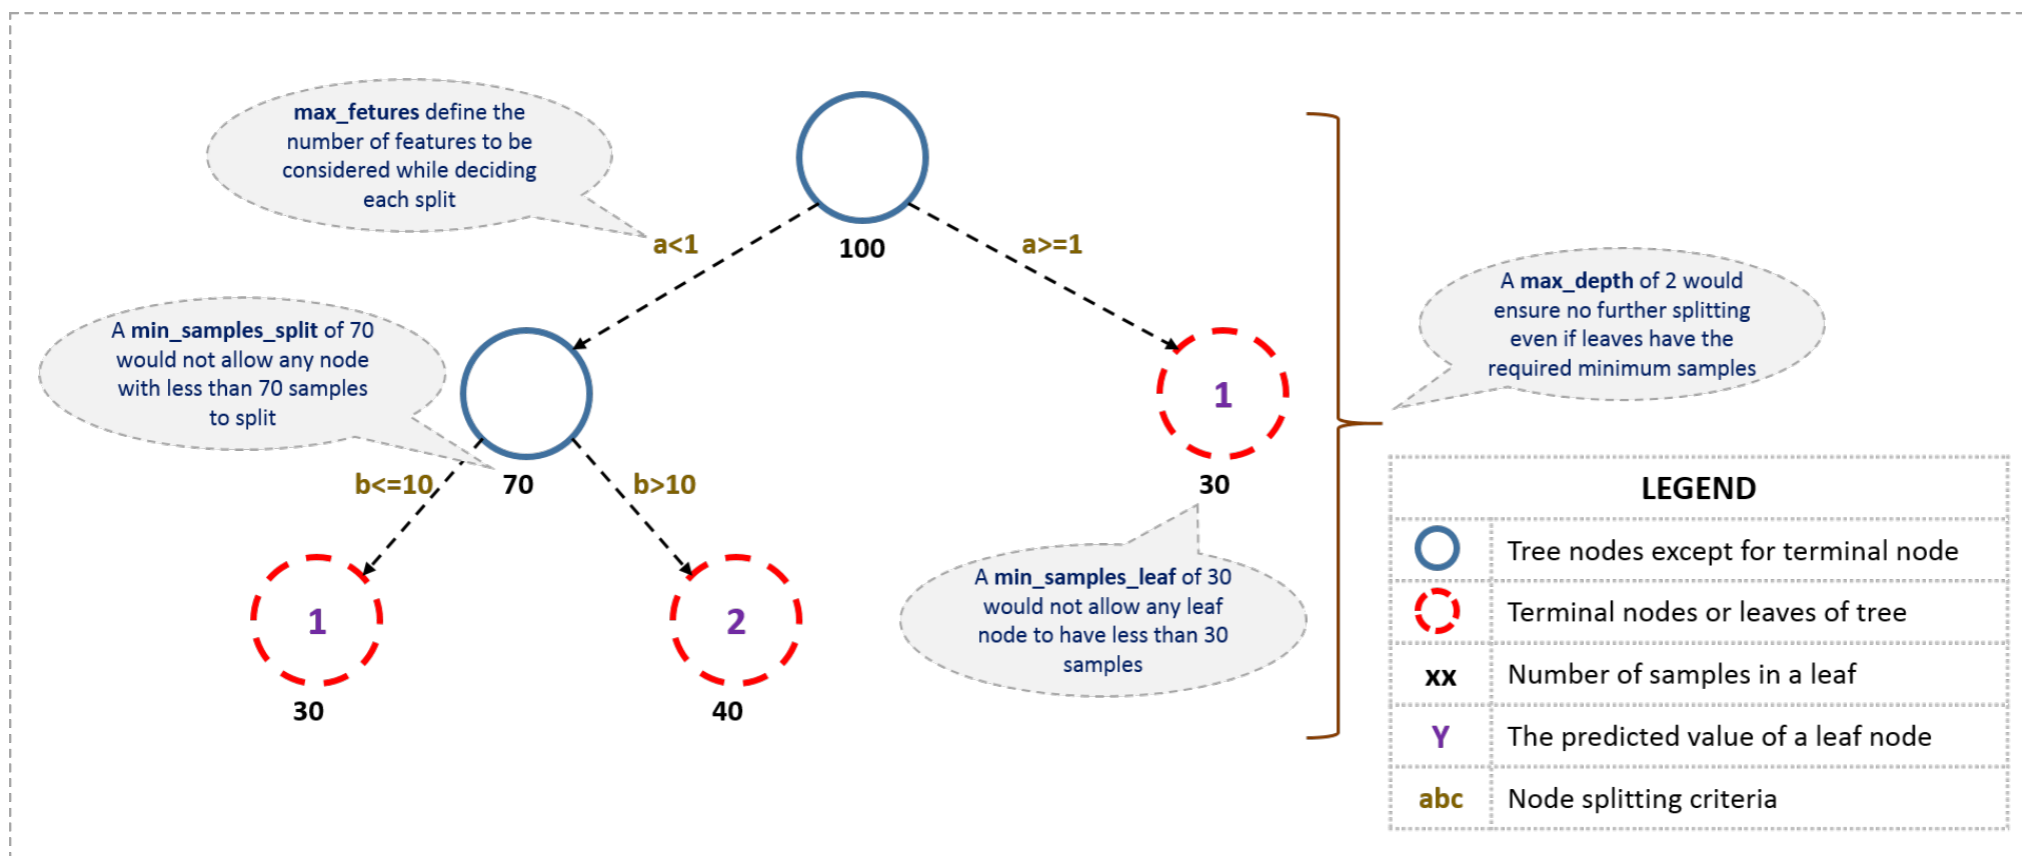 max_fetures define the
number of features to be
considered while deciding
each split
100
a<1
a>=1
A min_samples_split of 70
would not allow any node
with less than 70 samples
to split
A max_depth of 2 would
ensure no further splitting
even if leaves have the
required minimum samples
1
30
b<=10
70
b>10
A min_samples_leaf of 30
would not allow any leaf
node to have less than 30
samples
1
30
2
40
LEGEND
Tree nodes except for terminal node
Terminal nodes or leaves of tree
xx Number of samples in a leaf
Y The predicted value of a leaf node
abc Node splitting criteria